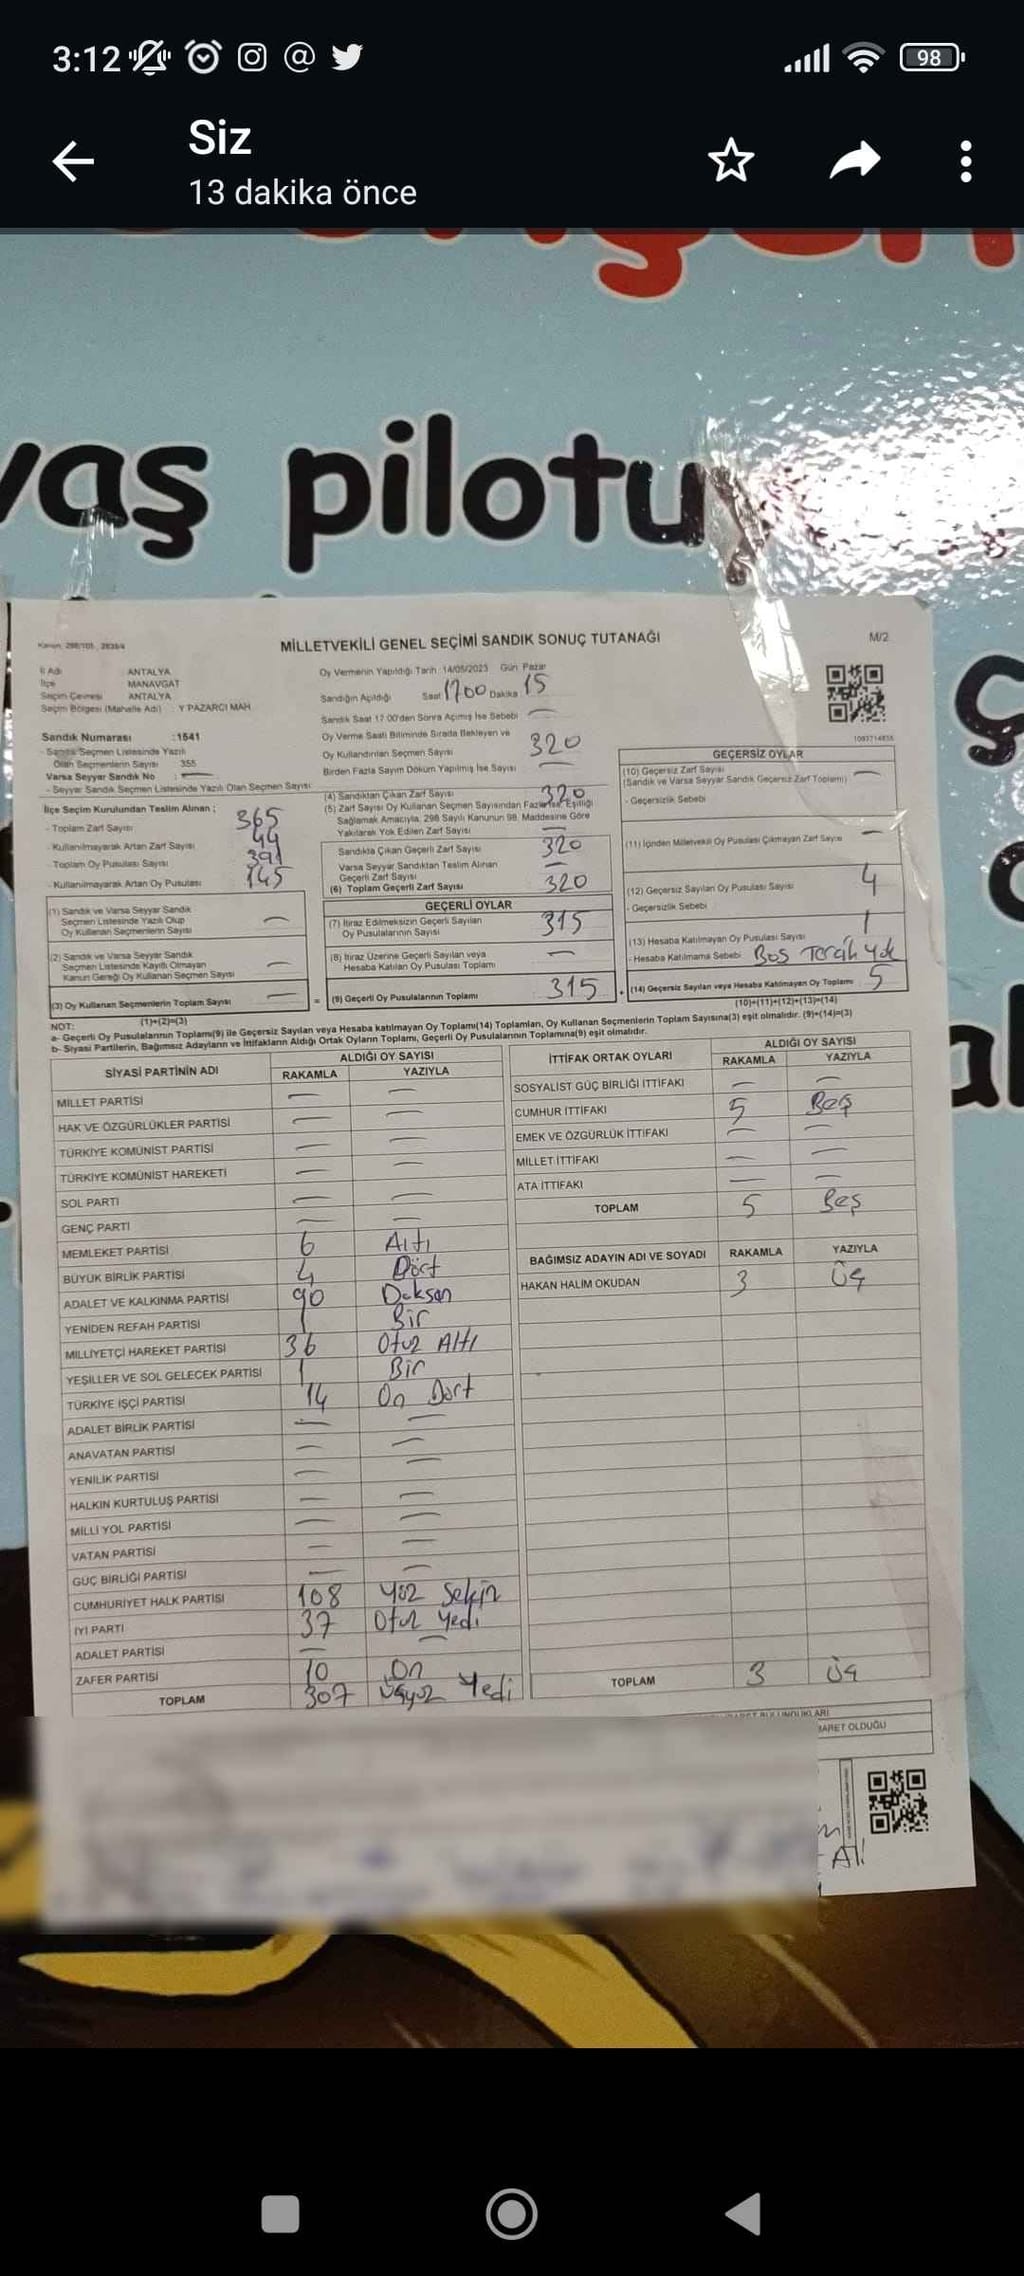 3:12
98
Siz
13 dakika önce
vaş pilotu
Kanun: 298/105, 2839/4
MİLLETVEKİLİ GENEL SEÇİMİ SANDIK SONUÇ TUTANAĞI
M/2
İl Adı ANTALYA
İlçe MANAVGAT
Seçim Çevresi ANTALYA
Seçim Bölgesi (Mahalle Adı) Y PAZARCI MAH
Oy Vermenin Yapıldığı Tarih: 14/05/2023 Gün Pazar
Sandığın Açıldığı Saat 1700 Dakika 15
Sandık Saat 17:00'den Sonra Açımış İse Sebebi —
Oy Verme Saati Bitiminde Sırada Bekleyen ve
Oy Kullandırılan Seçmen Sayısı 320
Birden Fazla Sayım Döküm Yapılmış İse Sayısı —
Sandık Numarası :1541
- Sandık Seçmen Listesinde Yazılı
Olan Seçmenlerin Sayısı 355
Varsa Seyyar Sandık No : —
- Seyyar Sandık Seçmen Listesinde Yazılı Olan Seçmen Sayısı:
İlçe Seçim Kurulundan Teslim Alınan ;
- Toplam Zarf Sayısı 365
- Kullanılmayarak Artan Zarf Sayısı 44
- Toplam Oy Pusulası Sayısı 391
- Kullanılmayarak Artan Oy Pusulası 145
(1) Sandık ve Varsa Seyyar Sandık
Seçmen Listesinde Yazılı Olup
Oy Kullanan Seçmenlerin Sayısı —
(2) Sandık ve Varsa Seyyar Sandık
Seçmen Listesinde Kayıtlı Olmayan
Kanun Gereği Oy Kullanan Seçmen Sayısı —
(3) Oy Kullanan Seçmenlerin Toplam Sayısı —
(1)+(2)=(3)
(4) Sandıktan Çıkan Zarf Sayısı 320
(5) Zarf Sayısı Oy Kullanan Seçmen Sayısından Fazla İse, Eşitliği
Sağlamak Amacıyla, 298 Sayılı Kanunun 98. Maddesine Göre
Yakılarak Yok Edilen Zarf Sayısı —
Sandıkta Çıkan Geçerli Zarf Sayısı 320
Varsa Seyyar Sandıktan Teslim Alınan
Geçerli Zarf Sayısı —
(6) Toplam Geçerli Zarf Sayısı 320
GEÇERLİ OYLAR
(7) İtiraz Edilmeksizin Geçerli Sayılan
Oy Pusulalarının Sayısı 315
(8) İtiraz Üzerine Geçerli Sayılan veya
Hesaba Katılan Oy Pusulası Toplamı —
= (9) Geçerli Oy Pusulalarının Toplamı 315 +
GEÇERSİZ OYLAR
(10) Geçersiz Zarf Sayısı
(Sandık ve Varsa Seyyar Sandık Geçersiz Zarf Toplamı) —
- Geçersizlik Sebebi
(11) İçinden Milletvekili Oy Pusulası Çıkmayan Zarf Sayısı —
(12) Geçersiz Sayılan Oy Pusulası Sayısı 4
- Geçersizlik Sebebi
(13) Hesaba Katılmayan Oy Pusulası Sayısı 1
- Hesaba Katılmama Sebebi Boş Tercih Yok
(14) Geçersiz Sayılan veya Hesaba Katılmayan Oy Toplamı 5
(10)+(11)+(12)+(13)=(14)
NOT:
a- Geçerli Oy Pusulalarının Toplamı(9) ile Geçersiz Sayılan veya Hesaba katılmayan Oy Toplamı(14) Toplamları, Oy Kullanan Seçmenlerin Toplam Sayısına(3) eşit olmalıdır. (9)+(14)=(3)
b- Siyasi Partilerin, Bağımsız Adayların ve İttifakların Aldığı Ortak Oyların Toplamı, Geçerli Oy Pusulalarının Toplamına(9) eşit olmalıdır.
SİYASİ PARTİNİN ADI ALDIĞI OY SAYISI
RAKAMLA YAZIYLA
MİLLET PARTİSİ — —
HAK VE ÖZGÜRLÜKLER PARTİSİ — —
TÜRKİYE KOMÜNİST PARTİSİ — —
TÜRKİYE KOMÜNİST HAREKETİ — —
SOL PARTİ — —
GENÇ PARTİ — —
MEMLEKET PARTİSİ 6 Altı
BÜYÜK BİRLİK PARTİSİ 4 Dört
ADALET VE KALKINMA PARTİSİ 90 Doksan
YENİDEN REFAH PARTİSİ 1 Bir
MİLLİYETÇİ HAREKET PARTİSİ 36 Otuz Altı
YEŞİLLER VE SOL GELECEK PARTİSİ 1 Bir
TÜRKİYE İŞÇİ PARTİSİ 14 On Dört
ADALET BİRLİK PARTİSİ — —
ANAVATAN PARTİSİ — —
YENİLİK PARTİSİ — —
HALKIN KURTULUŞ PARTİSİ — —
MİLLİ YOL PARTİSİ — —
VATAN PARTİSİ — —
GÜÇ BİRLİĞİ PARTİSİ — —
CUMHURİYET HALK PARTİSİ 108 Yüz Sekiz
İYİ PARTİ 37 Otuz Yedi
ADALET PARTİSİ — —
ZAFER PARTİSİ 10 On
TOPLAM 307 Üçyüz Yedi
İTTİFAK ORTAK OYLARI ALDIĞI OY SAYISI
RAKAMLA YAZIYLA
SOSYALİST GÜÇ BİRLİĞİ İTTİFAKI — —
CUMHUR İTTİFAKI 5 Beş
EMEK VE ÖZGÜRLÜK İTTİFAKI — —
MİLLET İTTİFAKI — —
ATA İTTİFAKI — —
TOPLAM 5 Beş
BAĞIMSIZ ADAYIN ADI VE SOYADI RAKAMLA YAZIYLA
HAKAN HALİM OKUDAN 3 Üç
TOPLAM 3 Üç
Ali